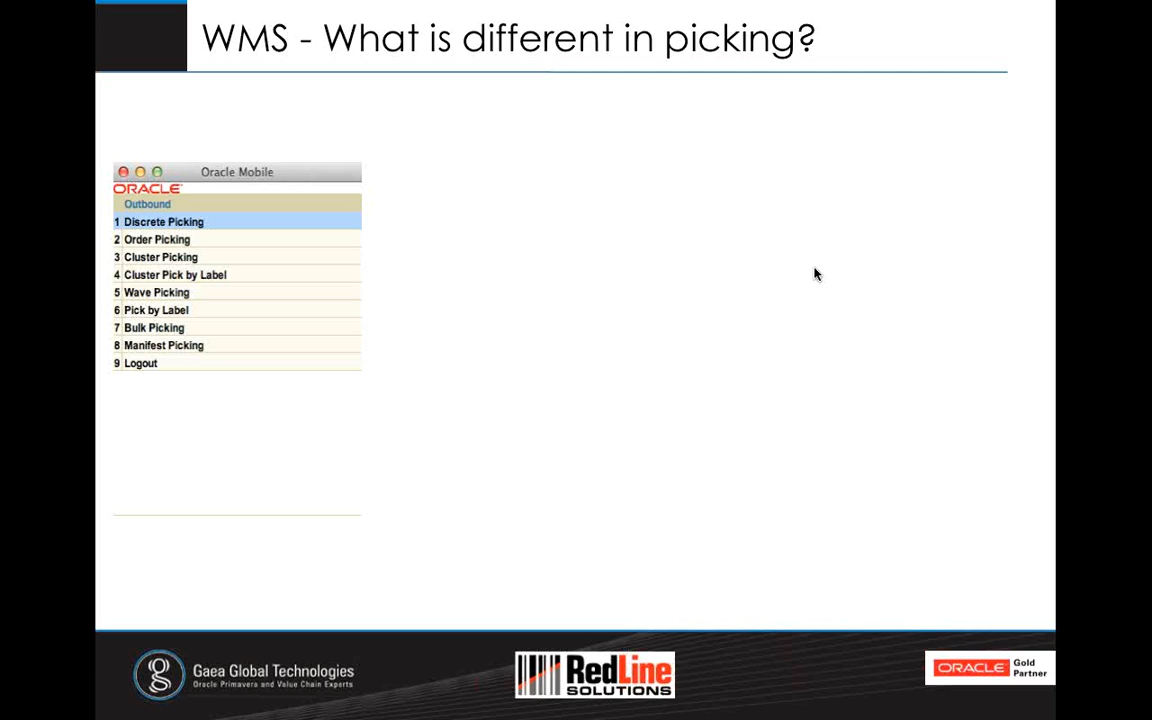 WMS - What is different in picking?
Oracle Mobile
ORACLE
Outbound
1 Discrete Picking
2 Order Picking
3 Cluster Picking
4 Cluster Pick by Label
5 Wave Picking
6 Pick by Label
7 Bulk Picking
8 Manifest Picking
9 Logout
Gaea Global Technologies
Oracle Primavera and Value Chain Experts
RedLine
SOLUTIONS
ORACLE
Gold
Partner